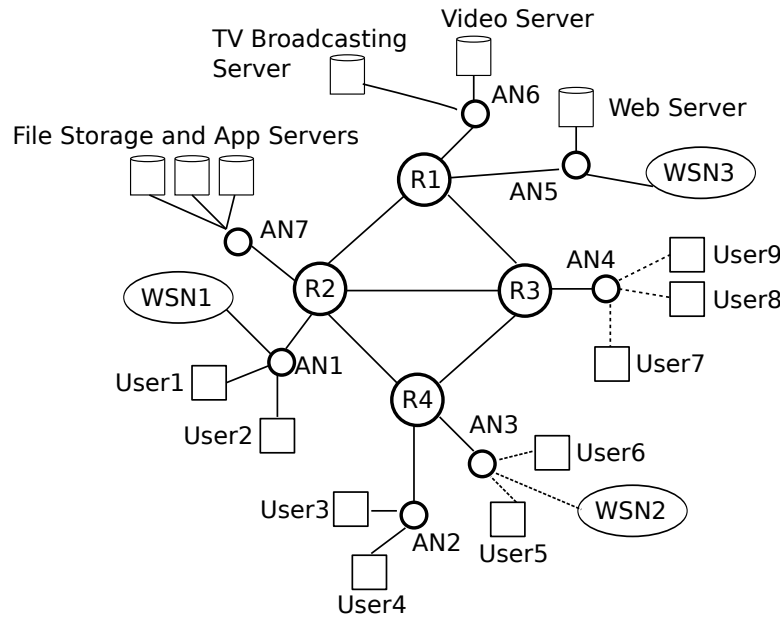 Video Server
TV Broadcasting
Server
AN6
Web Server
File Storage and App Servers
R1
AN5
WSN3
AN7
User9
AN4
R2
R3
WSN1
User8
AN1
User7
User1
R4
AN3
User2
User6
User3
WSN2
AN2
User5
User4